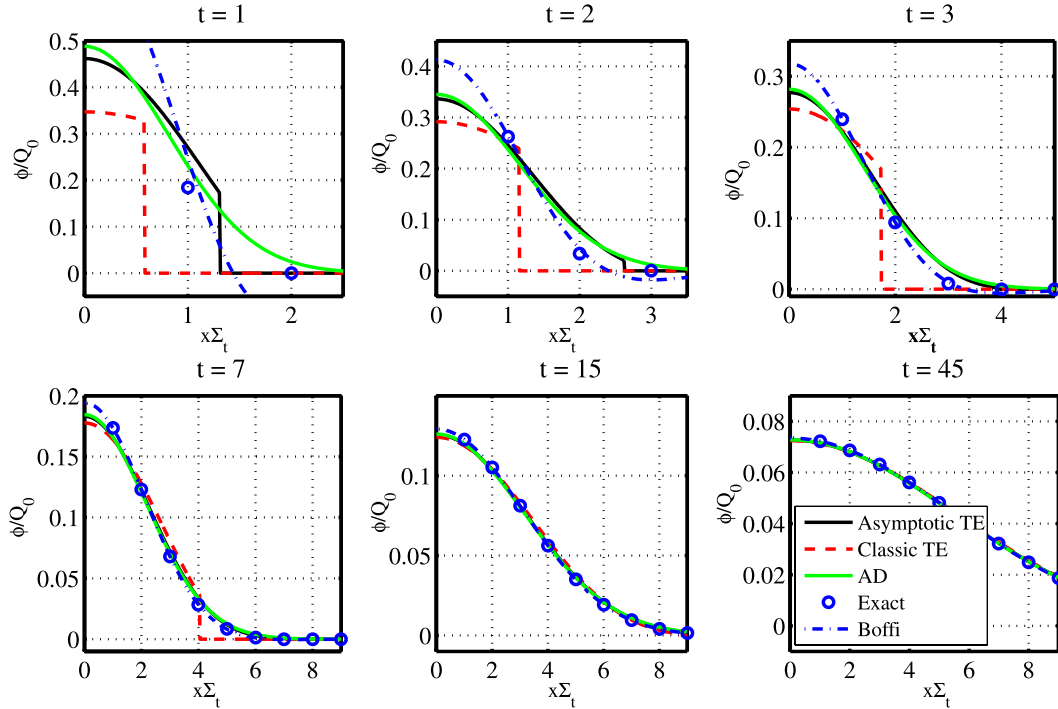 t = 1
0.5
0.4
0.3
0.2
0.1
0
0 1 2
ϕ/Q₀
xΣₜ
t = 2
0.4
0.3
0.2
0.1
0
0 1 2 3
ϕ/Q₀
xΣₜ
t = 3
0.3
0.2
0.1
0
0 2 4
ϕ/Q₀
xΣₜ
t = 7
0.2
0.15
0.1
0.05
0
0 2 4 6 8
ϕ/Q₀
xΣₜ
t = 15
0.1
0.05
0
0 2 4 6 8
ϕ/Q₀
xΣₜ
t = 45
0.08
0.06
0.04
0.02
0
0 2 4 6 8
ϕ/Q₀
xΣₜ
Asymptotic TE
Classic TE
AD
Exact
Boffi